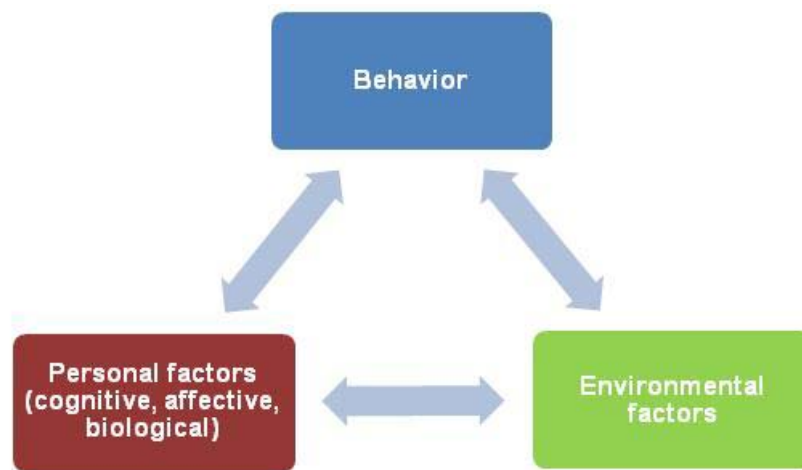 Behavior
Personal factors
(cognitive, affective,
biological)
Environmental
factors